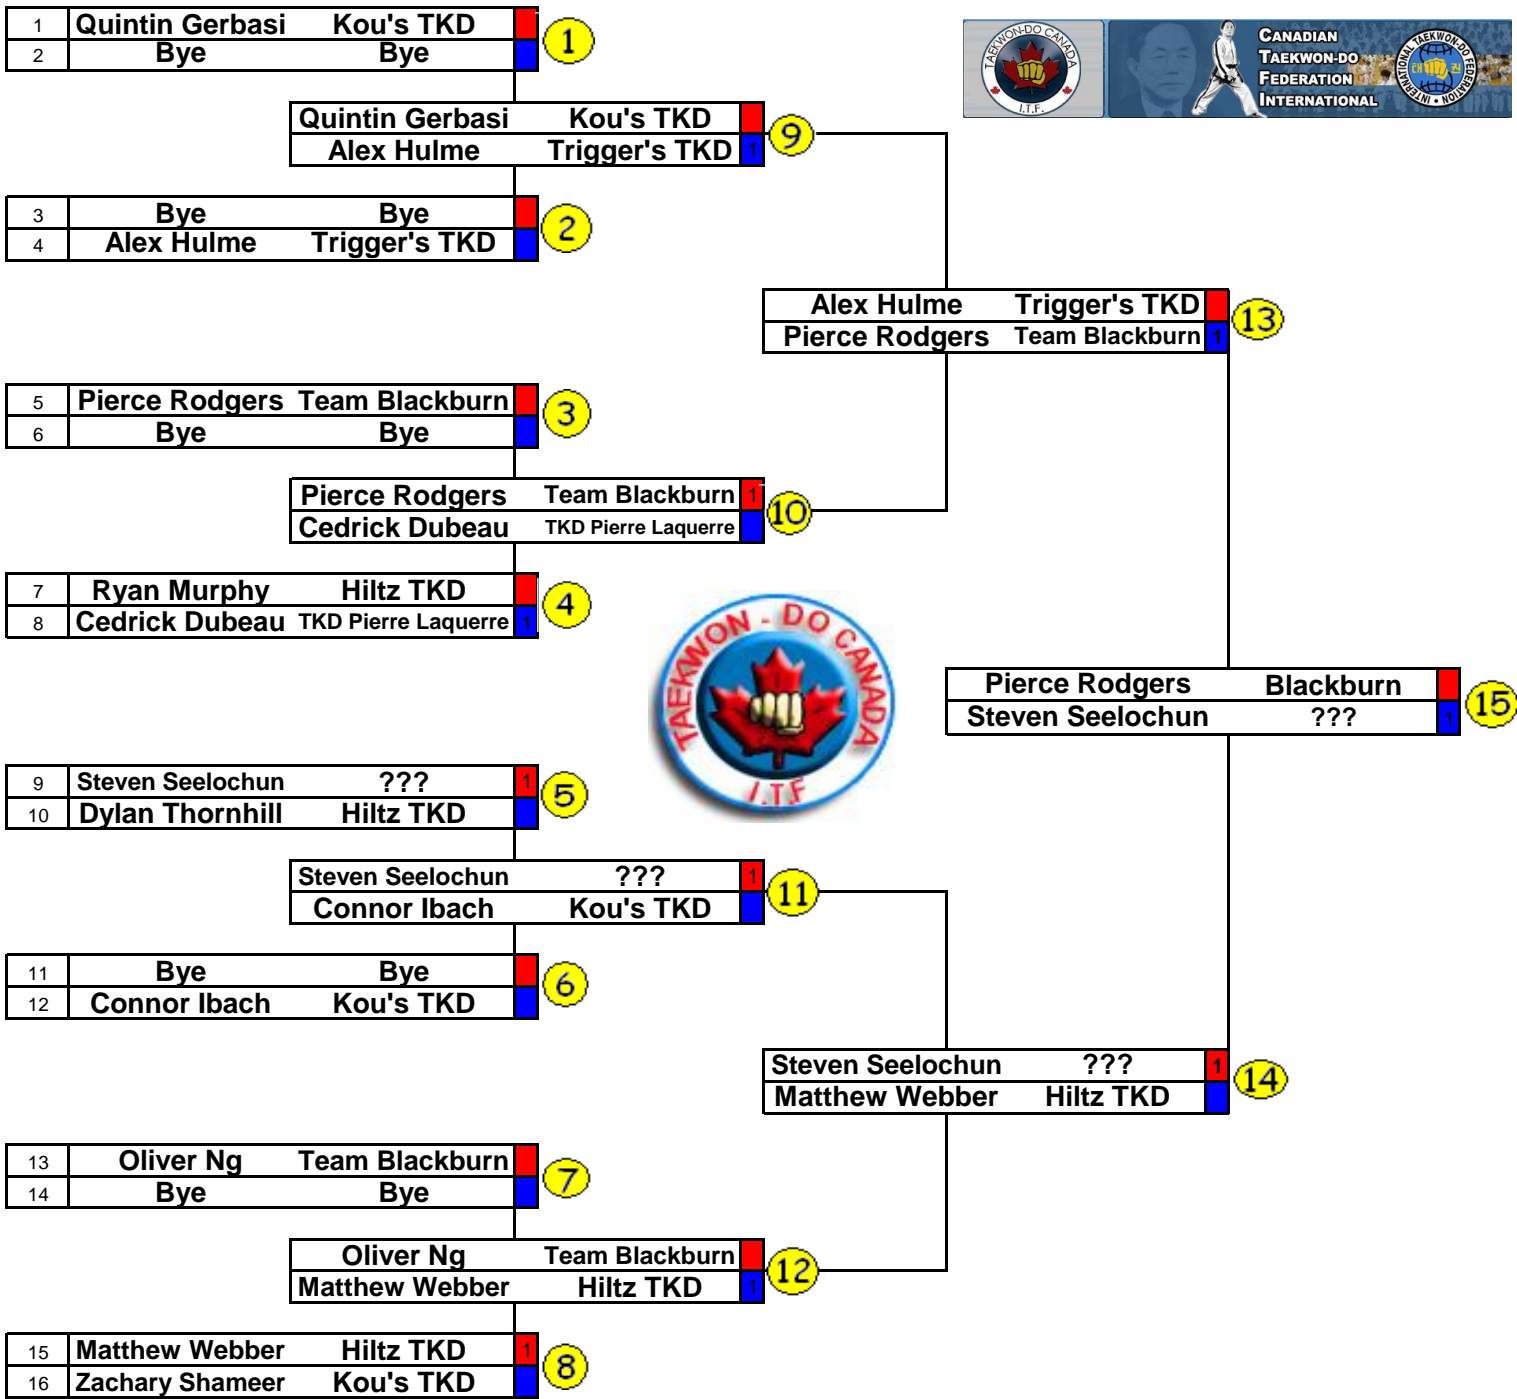 1 Quintin Gerbasi Kou's TKD
2 Bye Bye
1
CANADIAN
TAEKWON-DO
FEDERATION
INTERNATIONAL
TAEKWON-DO CANADA
I.T.F.
INTERNATIONAL TAEKWON-DO FEDERATION
태 권
Quintin Gerbasi Kou's TKD
Alex Hulme Trigger's TKD 1
9
3 Bye Bye
4 Alex Hulme Trigger's TKD
2
Alex Hulme Trigger's TKD
Pierce Rodgers Team Blackburn 1
13
5 Pierce Rodgers Team Blackburn
6 Bye Bye
3
Pierce Rodgers Team Blackburn 1
Cedrick Dubeau TKD Pierre Laquerre
10
7 Ryan Murphy Hiltz TKD
8 Cedrick Dubeau TKD Pierre Laquerre 1
4
TAEKWON - DO CANADA
I.T.F
Pierce Rodgers Blackburn
Steven Seelochun ??? 1
15
9 Steven Seelochun ??? 1
10 Dylan Thornhill Hiltz TKD
5
Steven Seelochun ??? 1
Connor Ibach Kou's TKD
11
11 Bye Bye
12 Connor Ibach Kou's TKD
6
Steven Seelochun ??? 1
Matthew Webber Hiltz TKD
14
13 Oliver Ng Team Blackburn
14 Bye Bye
7
Oliver Ng Team Blackburn
Matthew Webber Hiltz TKD 1
12
15 Matthew Webber Hiltz TKD 1
16 Zachary Shameer Kou's TKD
8